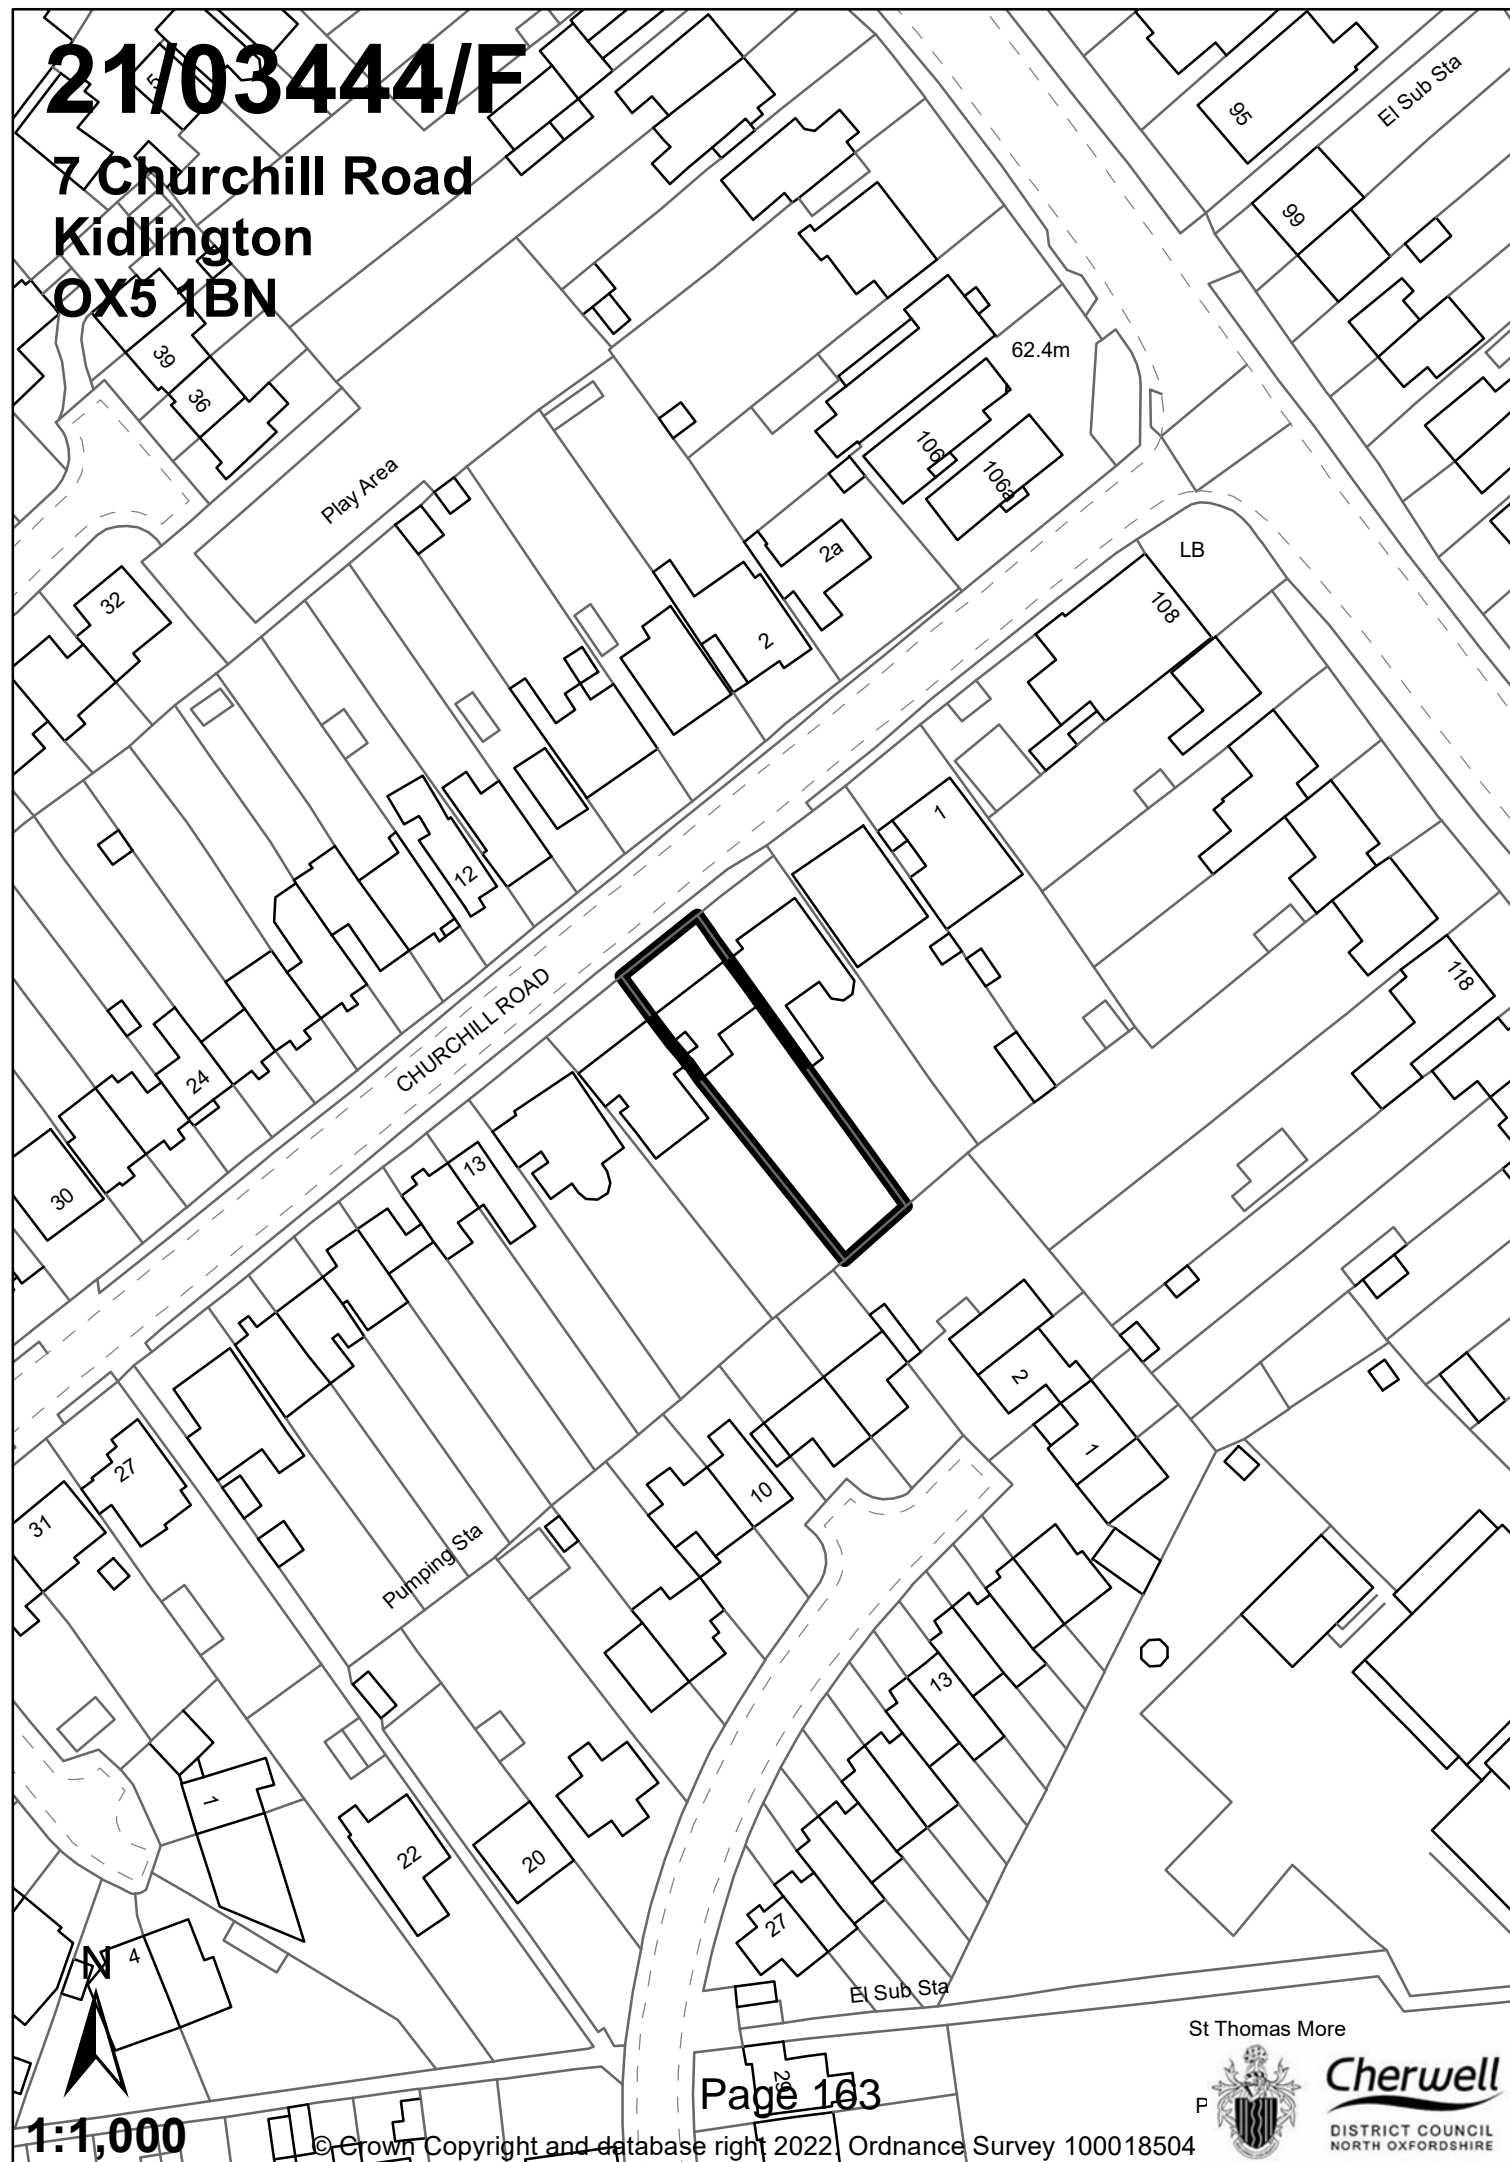 21/03444/F
7 Churchill Road
Kidlington
OX5 1BN
5
95
El Sub Sta
99
39
36
62.4m
Play Area
106
106a
2a
LB
32
108
2
1
12
118
CHURCHILL ROAD
24
13
30
2
27
1
10
31
Pumping Sta
13
1
22
20
27
N
4
El Sub Sta
St Thomas More
29
Page 163
P
Cherwell
DISTRICT COUNCIL
NORTH OXFORDSHIRE
1:1,000
© Crown Copyright and database right 2022. Ordnance Survey 100018504